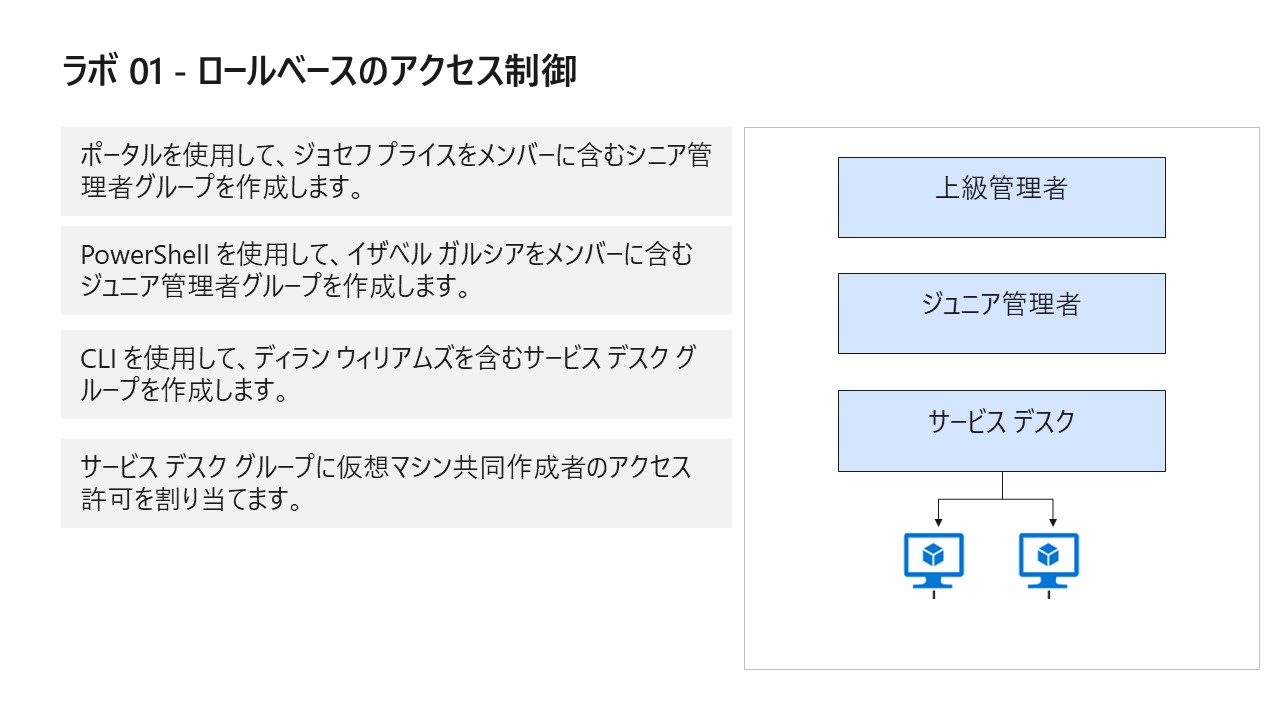 ラボ 01 - ロールベースのアクセス制御
ポータルを使用して、ジョセフ プライスをメンバーに含むシニア管
理者グループを作成します。
PowerShell を使用して、イザベル ガルシアをメンバーに含む
ジュニア管理者グループを作成します。
CLI を使用して、ディラン ウィリアムズを含むサービス デスク グ
ループを作成します。
サービス デスク グループに仮想マシン共同作成者のアクセス
許可を割り当てます。
上級管理者
ジュニア管理者
サービス デスク